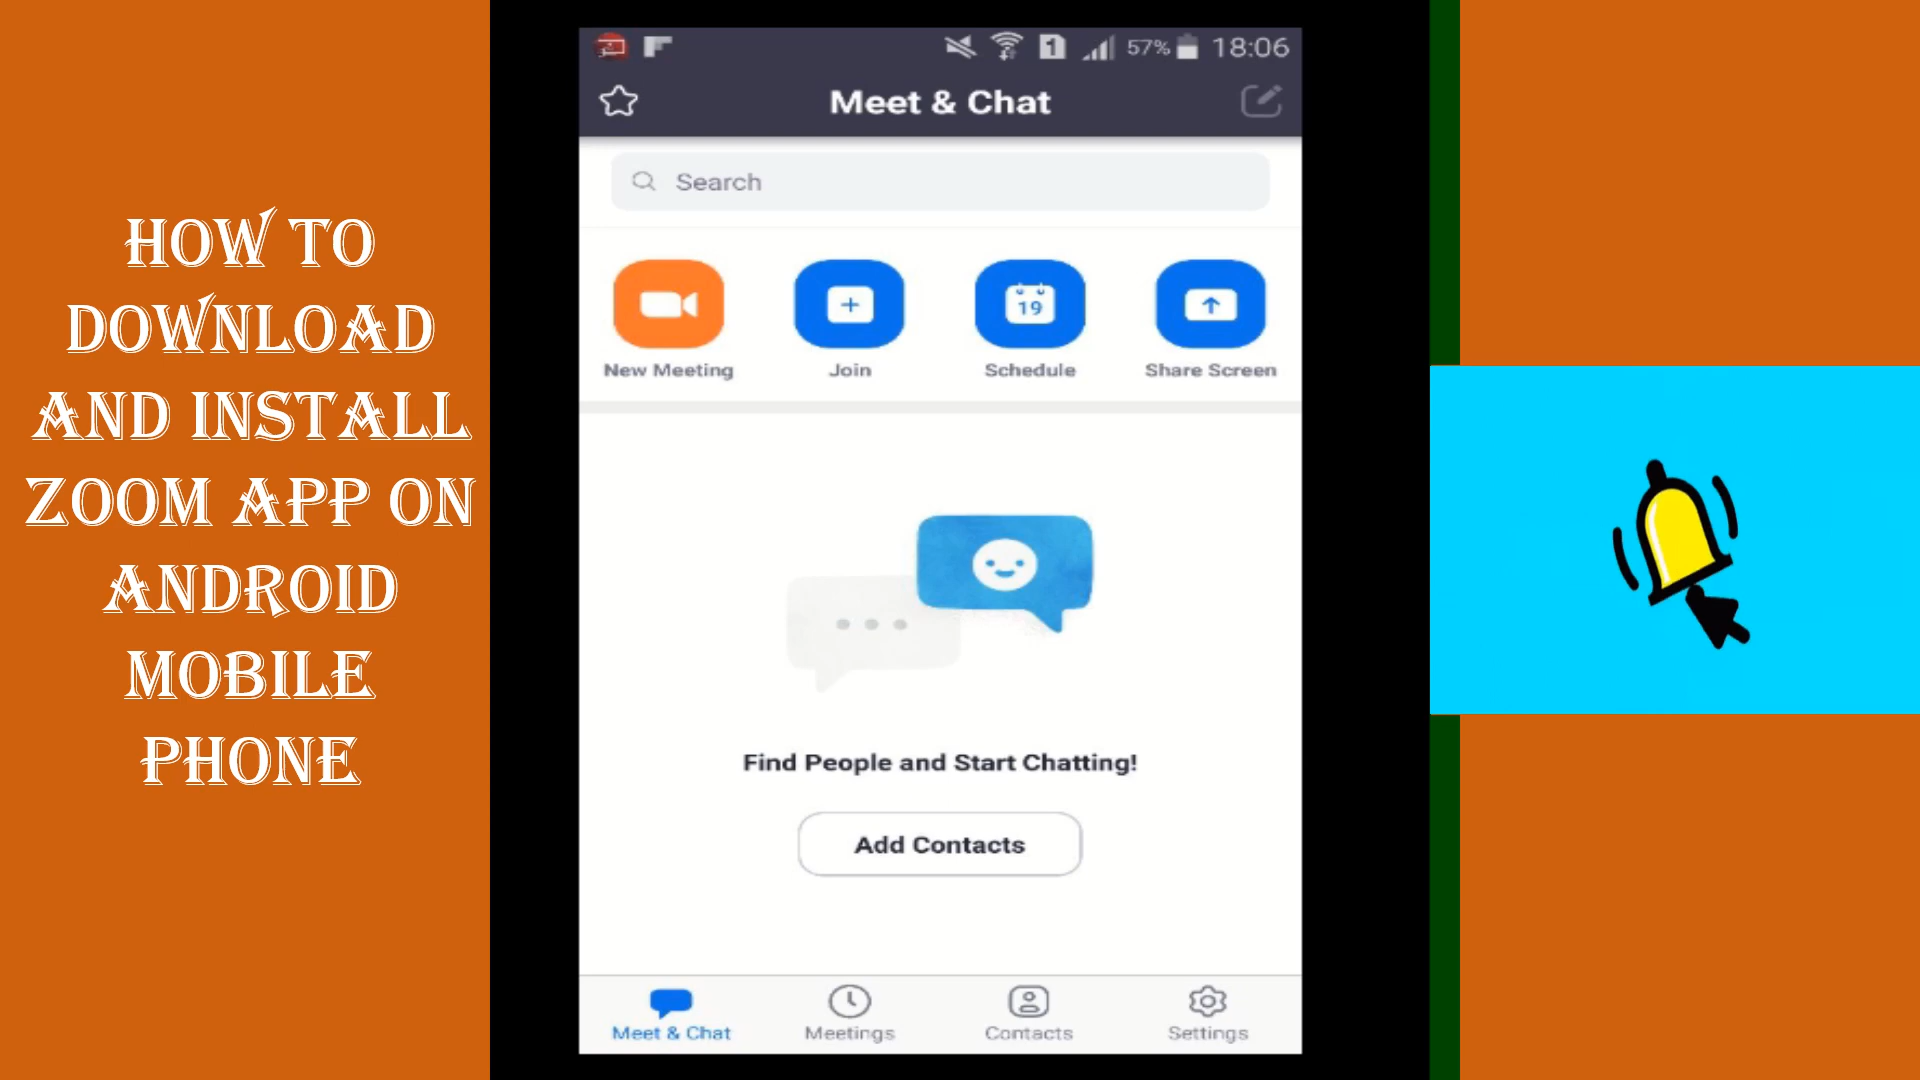 HOW TO
DOWNLOAD
AND INSTALL
ZOOM APP ON
ANDROID
MOBILE
PHONE
1 57% 18:06
Meet & Chat
Search
19
New Meeting Join Schedule Share Screen
Find People and Start Chatting!
Add Contacts
Meet & Chat Meetings Contacts Settings